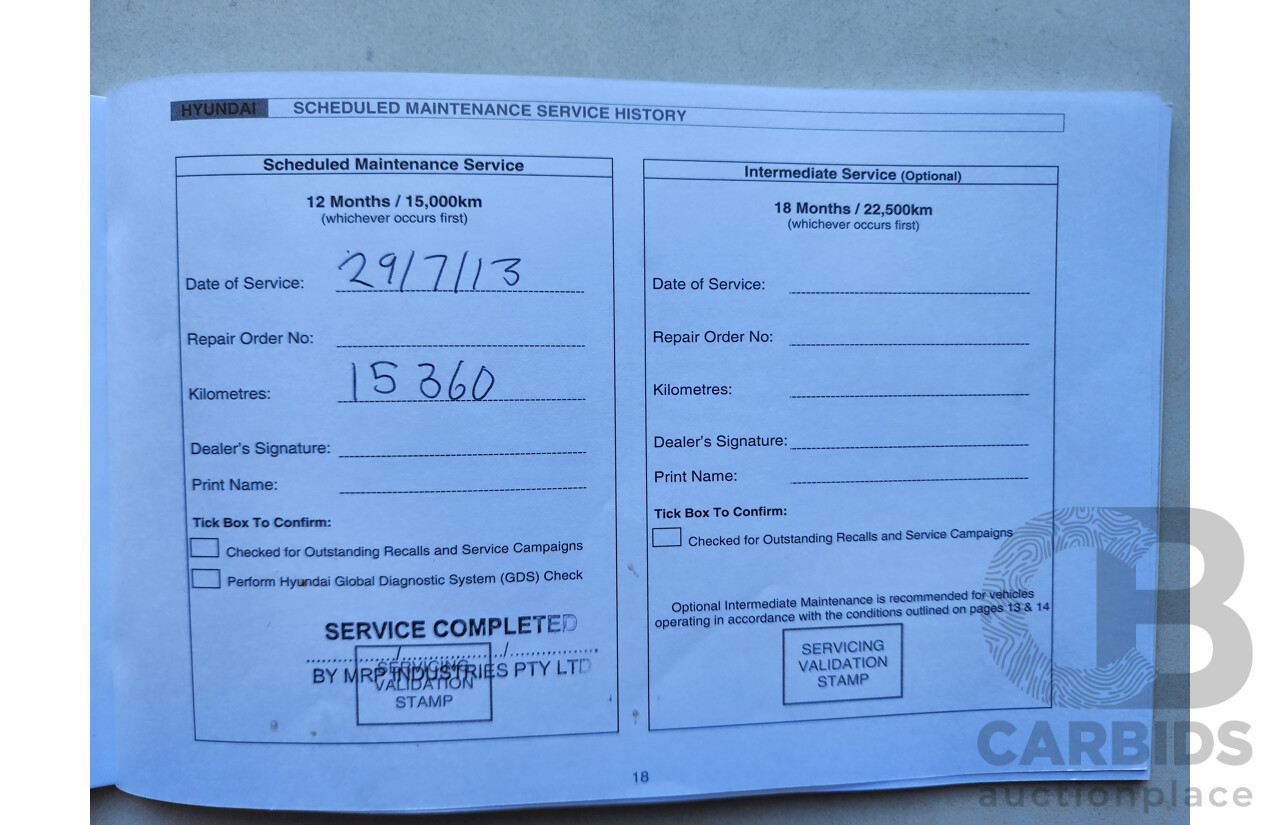 HYUNDAI SCHEDULED MAINTENANCE SERVICE HISTORY
Scheduled Maintenance Service
12 Months / 15,000km
(whichever occurs first)
Date of Service: 29/7/13
Repair Order No:
Kilometres: 15 360
Dealer's Signature:
Print Name:
Tick Box To Confirm:
Checked for Outstanding Recalls and Service Campaigns
Perform Hyundai Global Diagnostic System (GDS) Check
SERVICE COMPLETED
BY MRP INDUSTRIES PTY LTD
SERVICING
VALIDATION
STAMP
Intermediate Service (Optional)
18 Months / 22,500km
(whichever occurs first)
Date of Service:
Repair Order No:
Kilometres:
Dealer's Signature:
Print Name:
Tick Box To Confirm:
Checked for Outstanding Recalls and Service Campaigns
Optional Intermediate Maintenance is recommended for vehicles
operating in accordance with the conditions outlined on pages 13 & 14
SERVICING
VALIDATION
STAMP
18
CB
CARBIDS
auctionplace